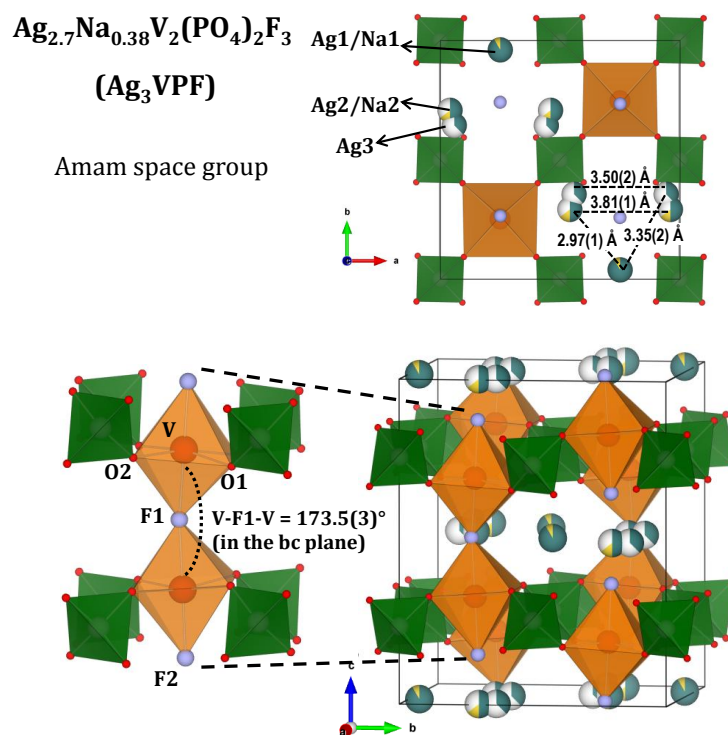 Ag₂.₇Na₀.₃₈V₂(PO₄)₂F₃
(Ag₃VPF)
Amam space group
Ag1/Na1
Ag2/Na2
Ag3
3.50(2) Å
3.81(1) Å
2.97(1) Å
3.35(2) Å
b
a
V
O2
O1
F1
V-F1-V = 173.5(3)°
(in the bc plane)
F2
c
a
b